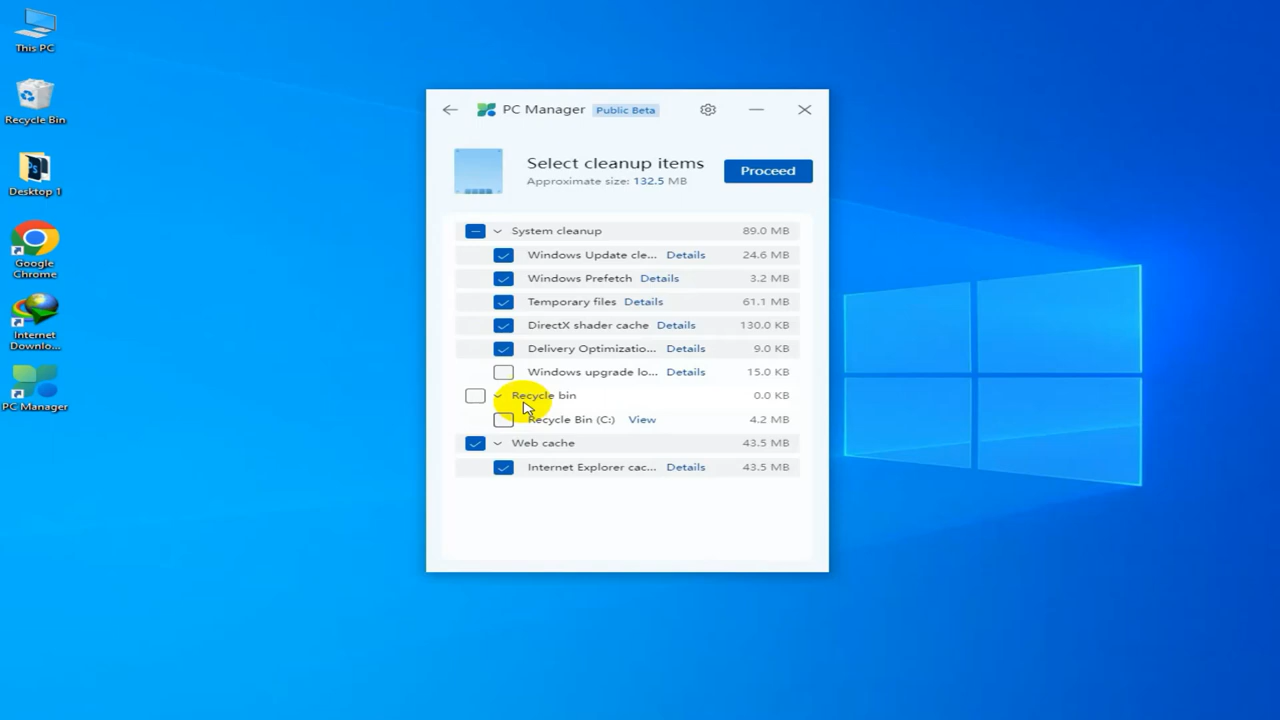 This PC
Recycle Bin
Desktop 1
Google
Chrome
Internet
Downlo...
PC Manager
PC Manager Public Beta
Select cleanup items
Approximate size: 132.5 MB
Proceed
System cleanup 89.0 MB
Windows Update cle... Details 24.6 MB
Windows Prefetch Details 3.2 MB
Temporary files Details 61.1 MB
DirectX shader cache Details 130.0 KB
Delivery Optimizatio... Details 9.0 KB
Windows upgrade lo... Details 15.0 KB
Recycle bin 0.0 KB
Recycle Bin (C:) View 4.2 MB
Web cache 43.5 MB
Internet Explorer cac... Details 43.5 MB